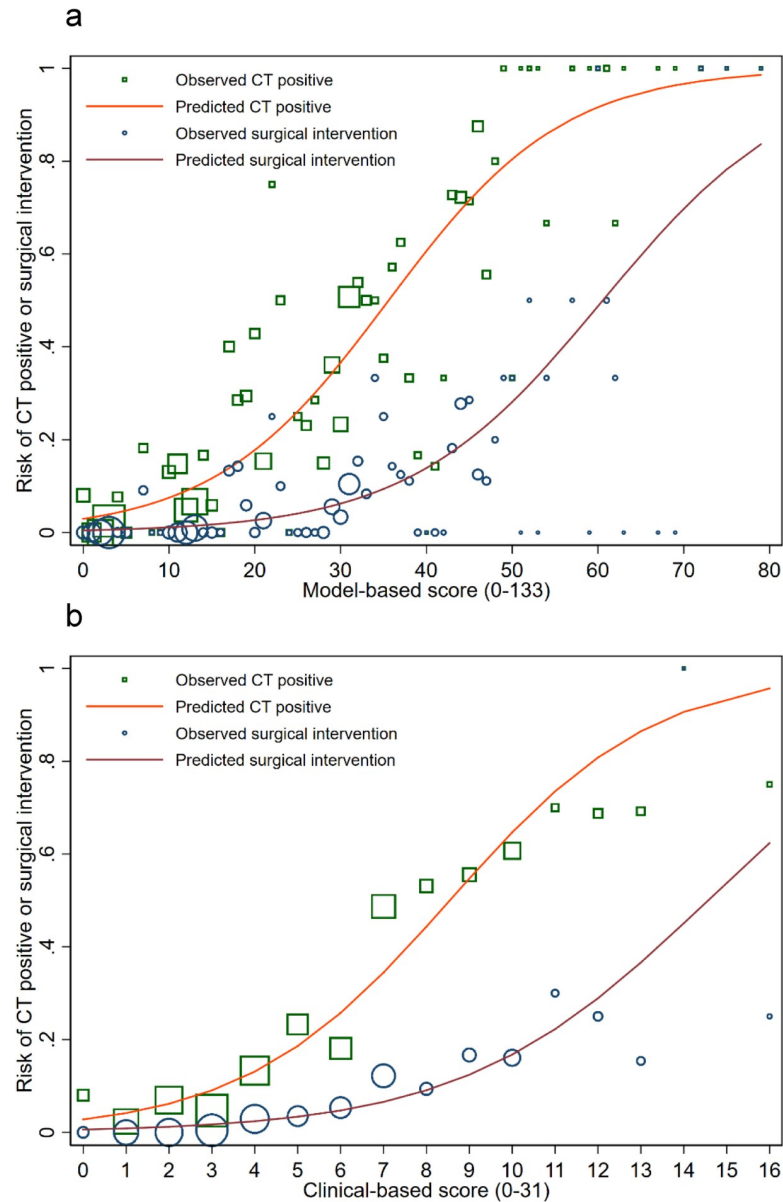 a
Risk of CT positive or surgical intervention
1
.8
.6
.4
.2
0
Observed CT positive
Predicted CT positive
Observed surgical intervention
Predicted surgical intervention
0 10 20 30 40 50 60 70 80
Model-based score (0-133)
b
Risk of CT positive or surgical intervention
1
.8
.6
.4
.2
0
Observed CT positive
Predicted CT positive
Observed surgical intervention
Predicted surgical intervention
0 1 2 3 4 5 6 7 8 9 10 11 12 13 14 15 16
Clinical-based score (0-31)